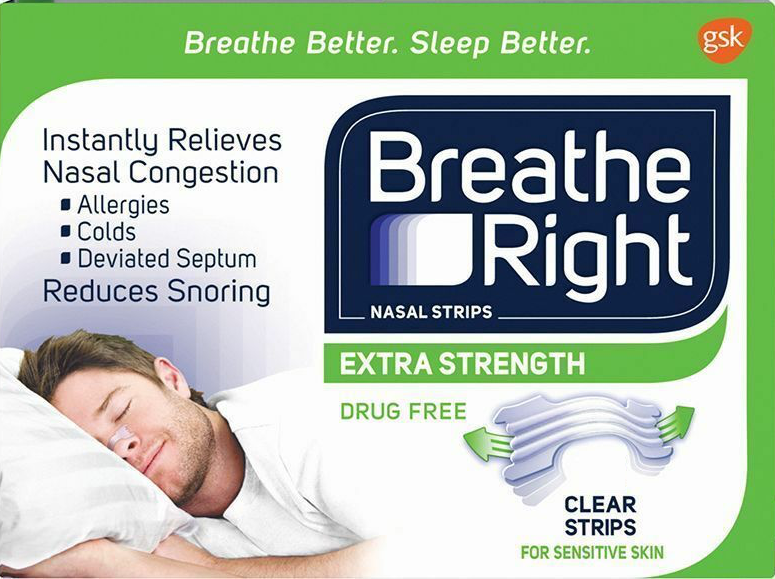 Breathe Better. Sleep Better.
gsk
Instantly Relieves
Nasal Congestion
Allergies
Colds
Deviated Septum
Reduces Snoring
Breathe
Right
NASAL STRIPS
EXTRA STRENGTH
DRUG FREE
CLEAR
STRIPS
FOR SENSITIVE SKIN